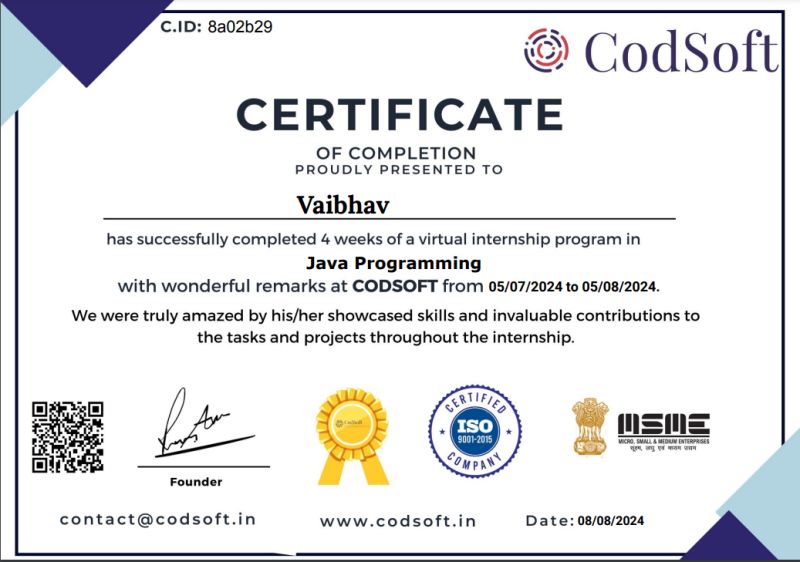 C.ID: 8a02b29
CodSoft
CERTIFICATE
OF COMPLETION
PROUDLY PRESENTED TO
Vaibhav
has successfully completed 4 weeks of a virtual internship program in
Java Programming
with wonderful remarks at CODSOFT from 05/07/2024 to 05/08/2024.
We were truly amazed by his/her showcased skills and invaluable contributions to
the tasks and projects throughout the internship.
CodSoft
CERTIFIED
ISO
9001-2015
COMPANY
MSME
MICRO, SMALL & MEDIUM ENTERPRISES
सूक्ष्म, लघु एवं मध्यम उद्यम
Founder
contact@codsoft.in
www.codsoft.in
Date: 08/08/2024